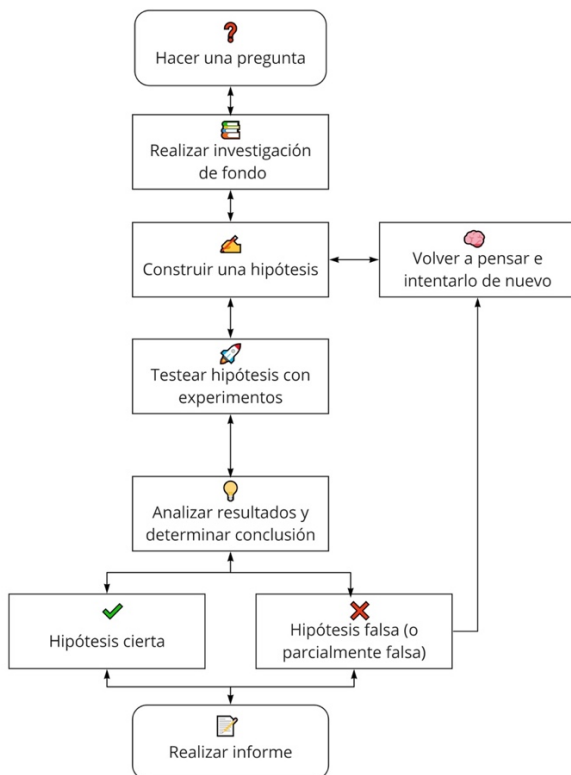 Hacer una pregunta
Realizar investigación
de fondo
Construir una hipótesis
Volver a pensar e
intentarlo de nuevo
Testear hipótesis con
experimentos
Analizar resultados y
determinar conclusión
Hipótesis cierta
Hipótesis falsa (o
parcialmente falsa)
Realizar informe